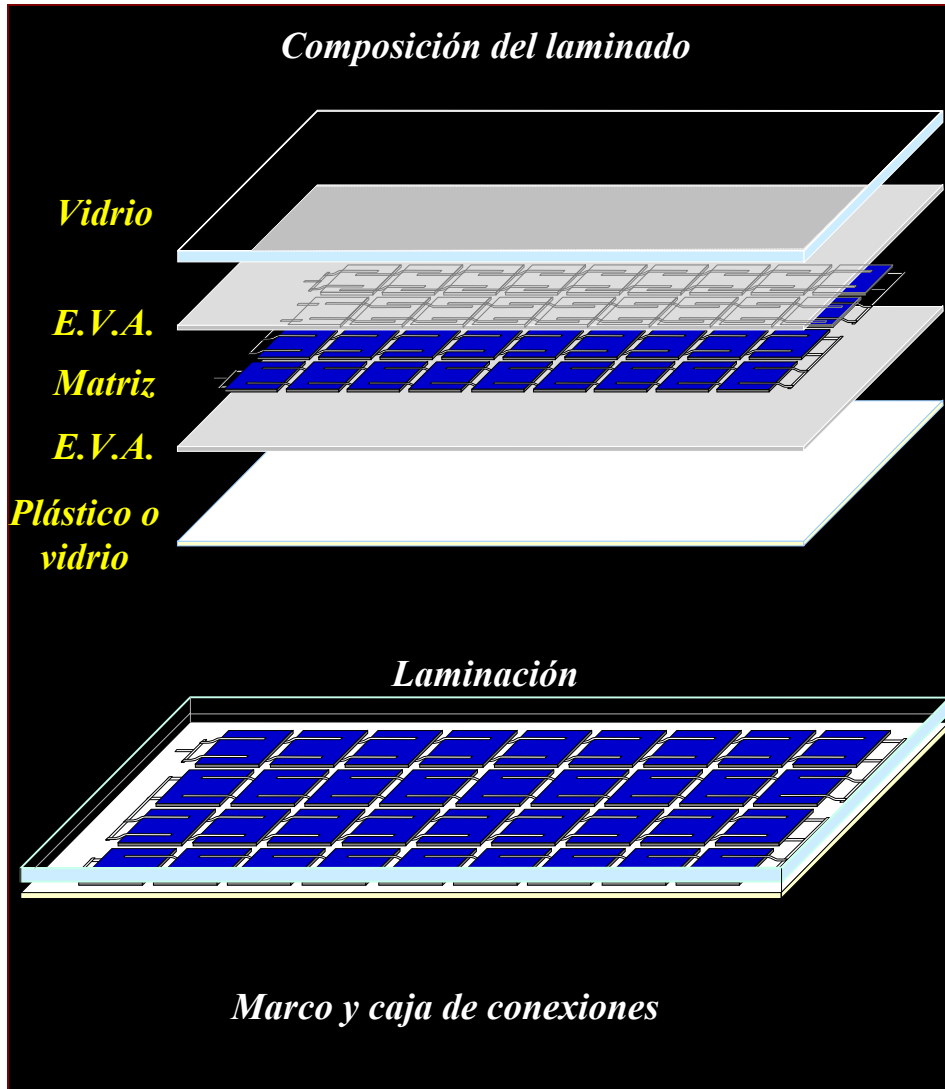 Composición del laminado
Vidrio
E.V.A.
Matriz
E.V.A.
Plástico o
vidrio
Laminación
Marco y caja de conexiones